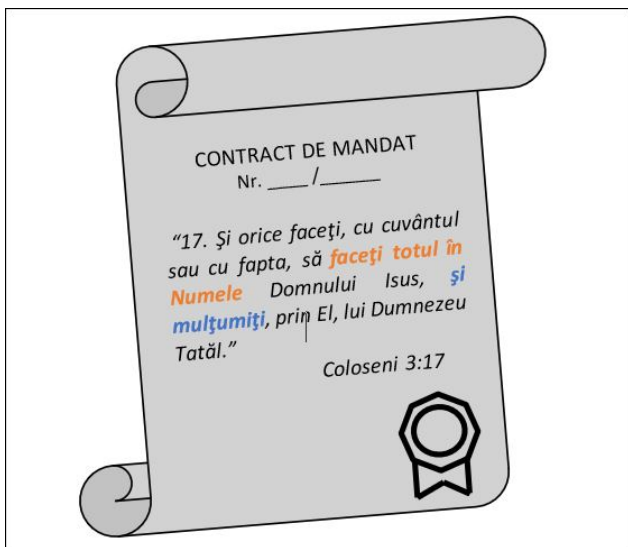 CONTRACT DE MANDAT
Nr. ____ /______
“17. Şi orice faceţi, cu cuvântul
sau cu fapta, să faceţi totul în
Numele Domnului Isus, şi
mulţumiţi, prin El, lui Dumnezeu
Tatăl.”
Coloseni 3:17